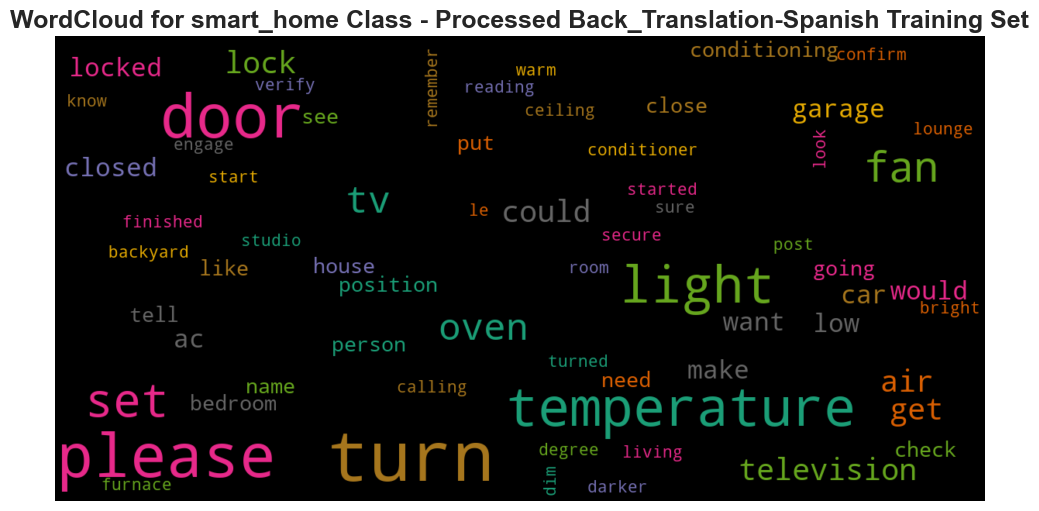 WordCloud for smart_home Class - Processed Back_Translation-Spanish Training Set
conditioning
confirm
locked
lock
remember
warm
verify
reading
know
door
see
ceiling
close
garage
engage
put
conditioner
look
lounge
closed
start
tv
fan
started
le
could
sure
finished
studio
secure
backyard
post
like
house
room
light
going
position
car
would
bright
tell
ac
oven
want
low
person
turned
make
name
calling
need
air
set
bedroom
temperature
get
please
turn
degree
living
check
furnace
dim
darker
television